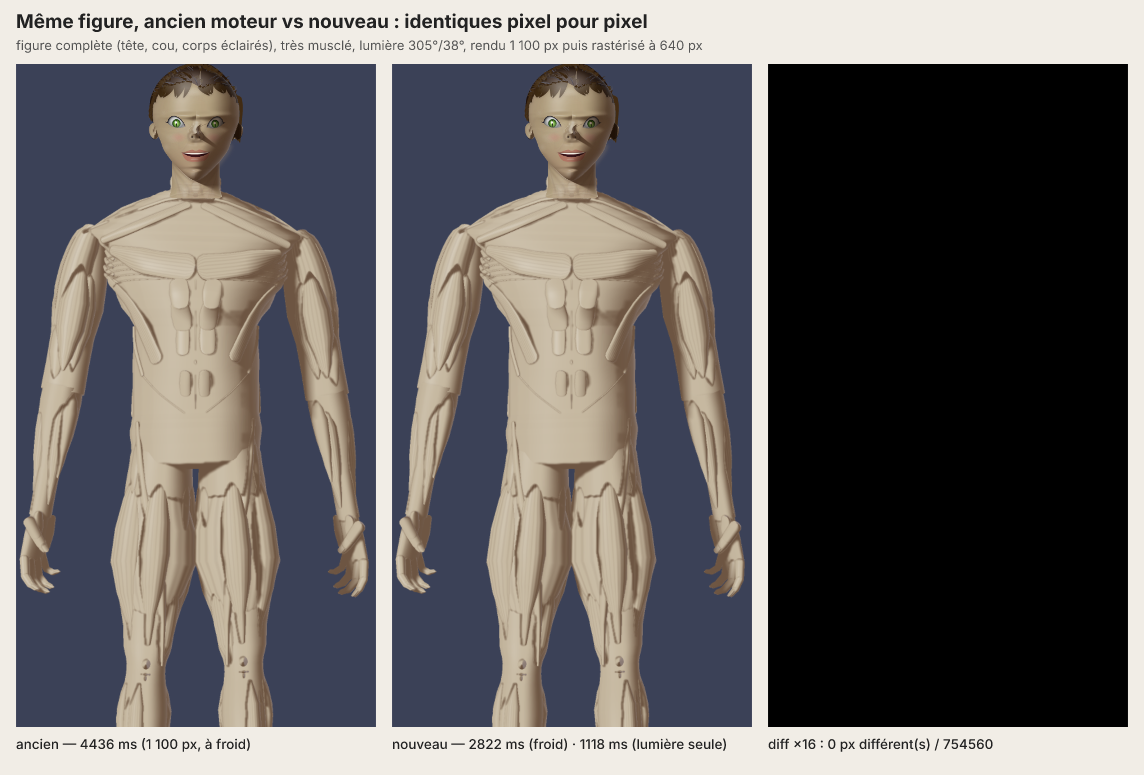 Même figure, ancien moteur vs nouveau : identiques pixel pour pixel
figure complète (tête, cou, corps éclairés), très musclé, lumière 305°/38°, rendu 1 100 px puis rastérisé à 640 px
ancien — 4436 ms (1 100 px, à froid)
nouveau — 2822 ms (froid) · 1118 ms (lumière seule)
diff ×16 : 0 px différent(s) / 754560